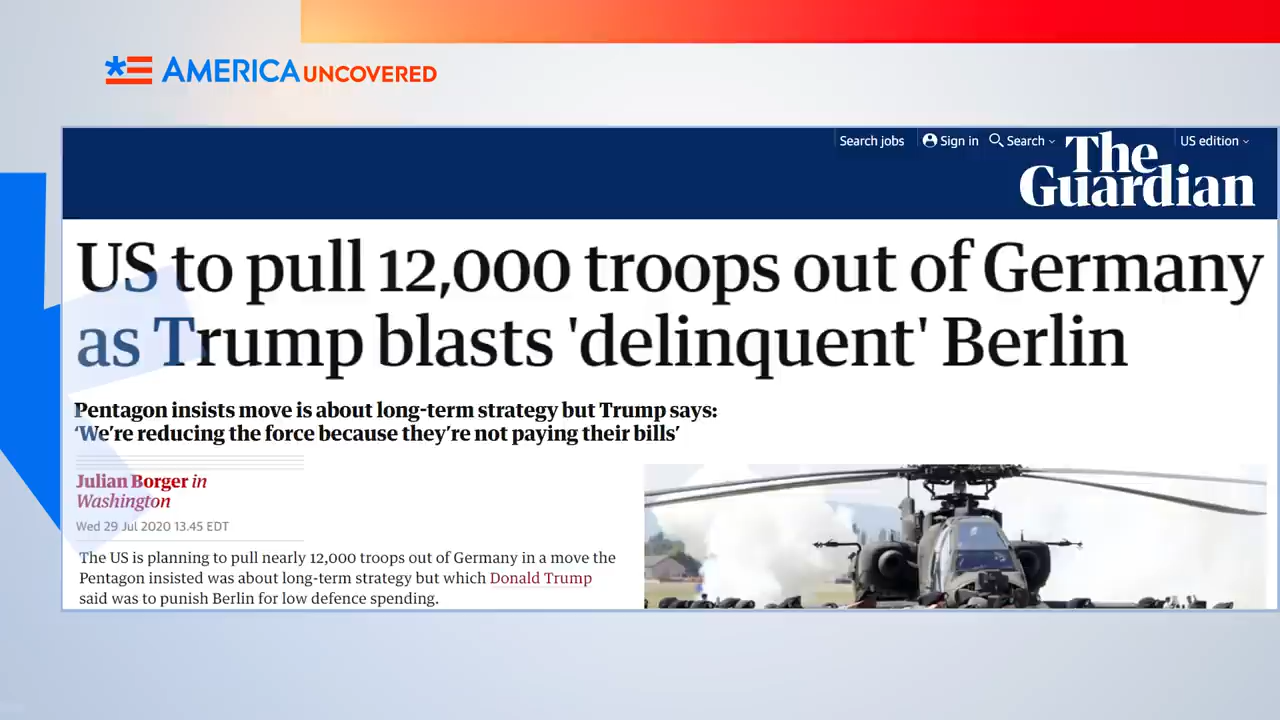 AMERICA UNCOVERED
Search jobs Sign in Search US edition
The
Guardian
US to pull 12,000 troops out of Germany
as Trump blasts 'delinquent' Berlin
Pentagon insists move is about long-term strategy but Trump says:
‘We’re reducing the force because they’re not paying their bills’
Julian Borger in
Washington
Wed 29 Jul 2020 13.45 EDT
The US is planning to pull nearly 12,000 troops out of Germany in a move the
Pentagon insisted was about long-term strategy but which Donald Trump
said was to punish Berlin for low defence spending.